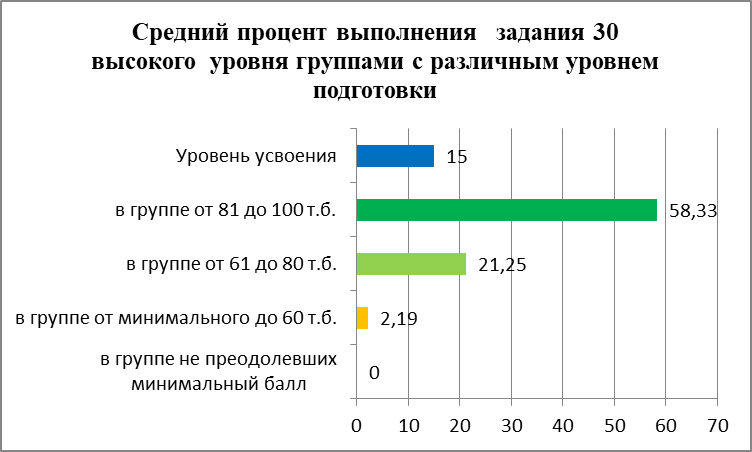 Средний процент выполнения задания 30
высокого уровня группами с различным уровнем
подготовки
Уровень усвоения
15
в группе от 81 до 100 т.б.
58,33
в группе от 61 до 80 т.б.
21,25
в группе от минимального до 60 т.б.
2,19
в группе не преодолевших
минимальный балл
0
0 10 20 30 40 50 60 70